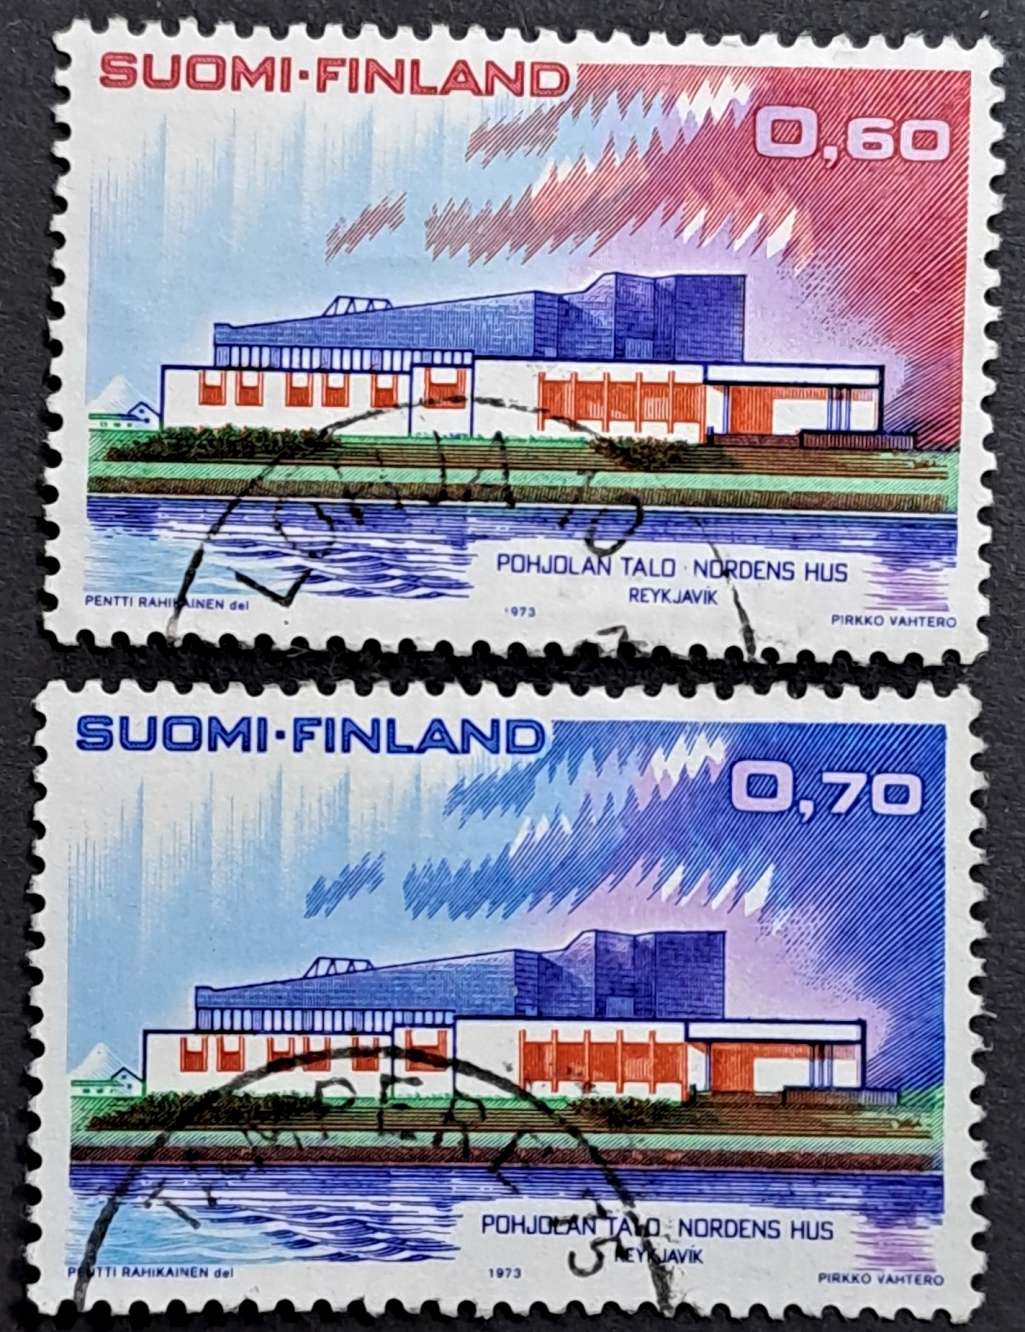 SUOMI·FINLAND
0,60
POHJOLAN TALO · NORDENS HUS
REYKJAVÍK
PENTTI RAHIKAINEN del
1973
PIRKKO VAHTERO
SUOMI·FINLAND
0,70
TAMPERE
POHJOLAN TALO · NORDENS HUS
REYKJAVÍK
PENTTI RAHIKAINEN del
1973
PIRKKO VAHTERO